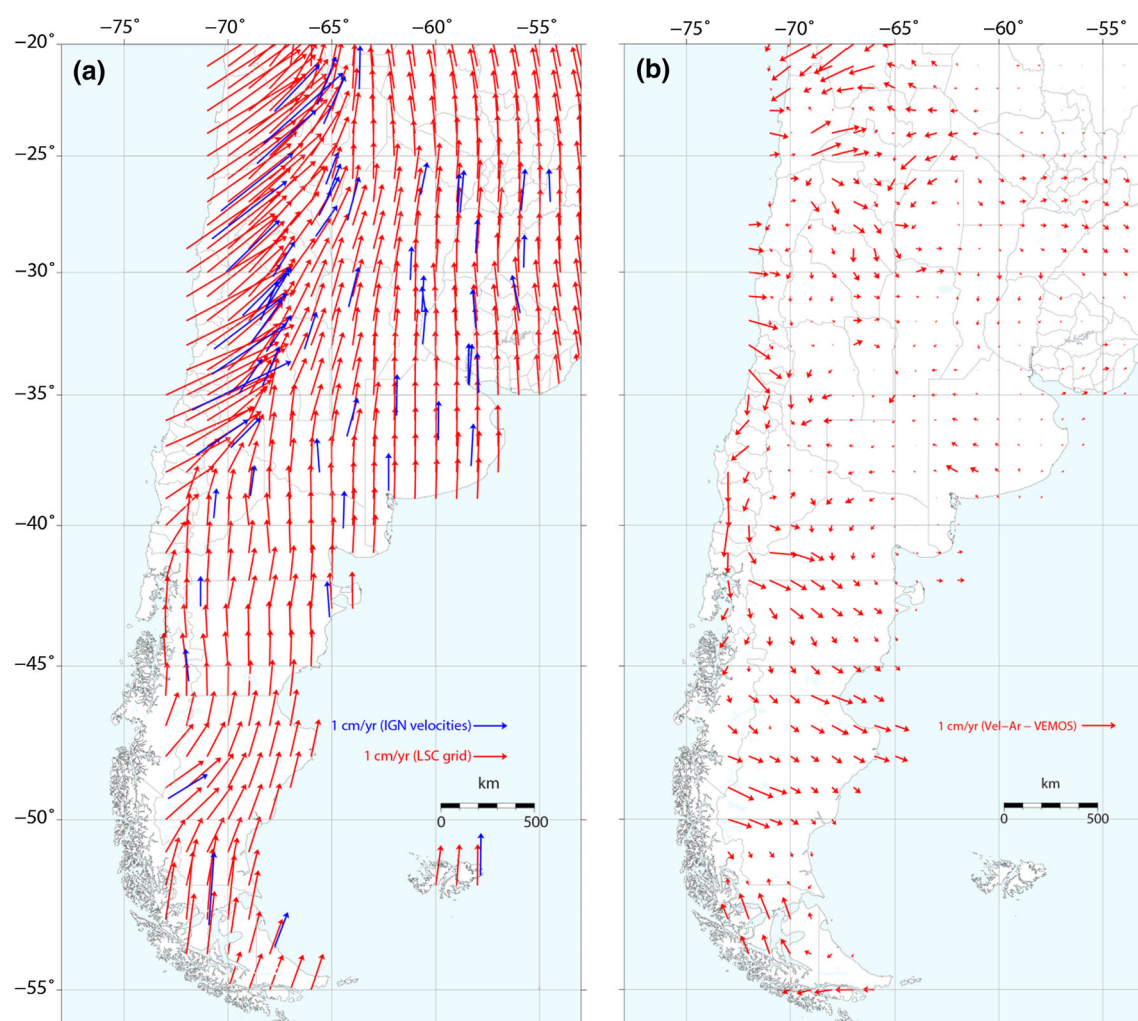 −75° −70° −65° −60° −55°
−20°
(a)
−25°
−30°
−35°
−40°
−45°
1 cm/yr (IGN velocities)
1 cm/yr (LSC grid)
km
0 500
−50°
−55°
−75° −70° −65° −60° −55°
(b)
1 cm/yr (Vel−Ar − VEMOS)
km
0 500